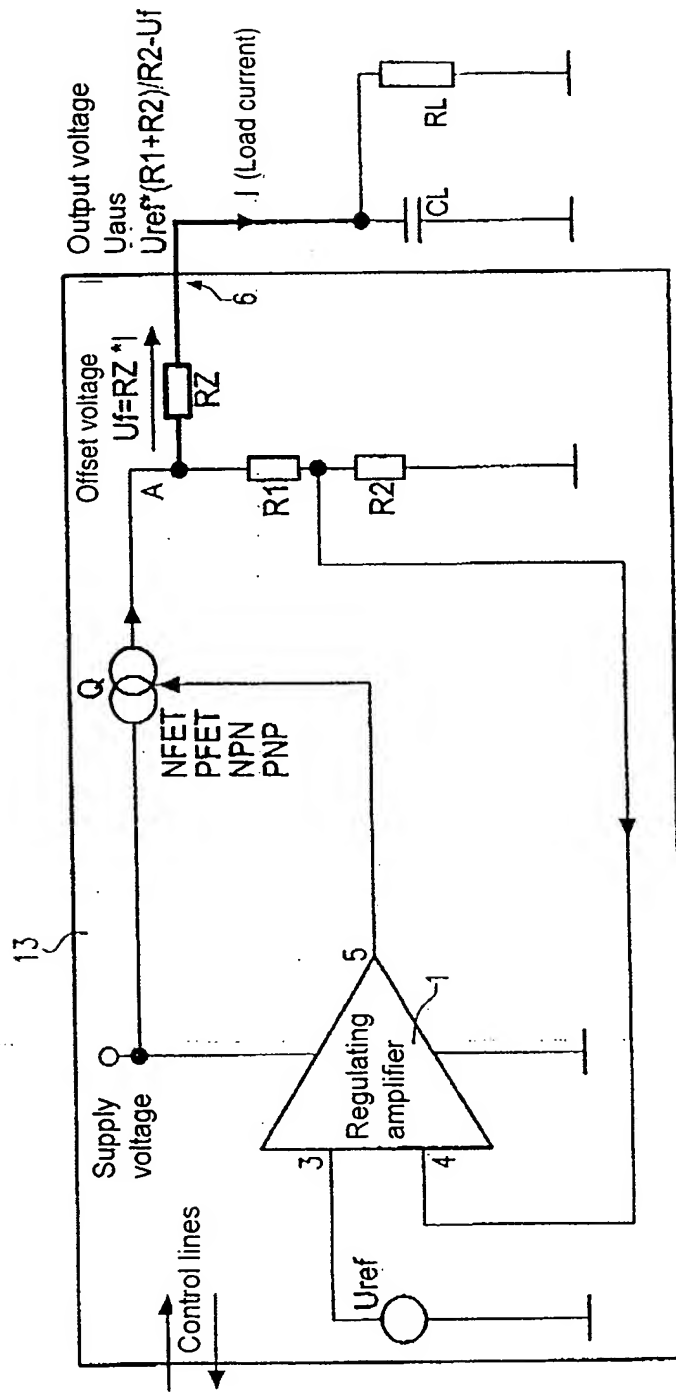 13
Supply
voltage
Control lines
Uref
3
4
5
Regulating
amplifier
1
Q
NFET
PFET
NPN
PNP
A
Offset voltage
Uf=RZ*I
RZ
R1
R2
6
Output voltage
Uaus
Uref*(R1+R2)/R2-Uf
I (Load current)
CL
RL